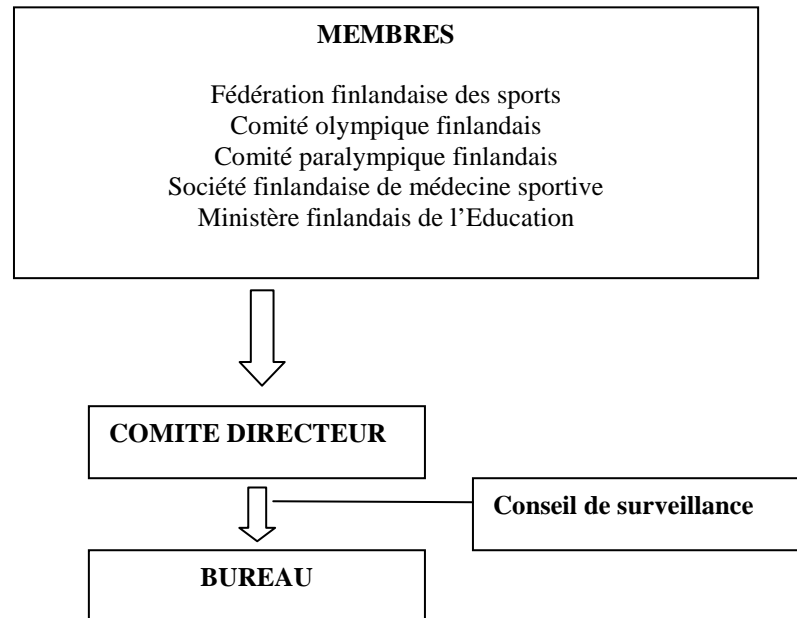 MEMBRES
Fédération finlandaise des sports
Comité olympique finlandais
Comité paralympique finlandais
Société finlandaise de médecine sportive
Ministère finlandais de l’Education
COMITE DIRECTEUR
Conseil de surveillance
BUREAU